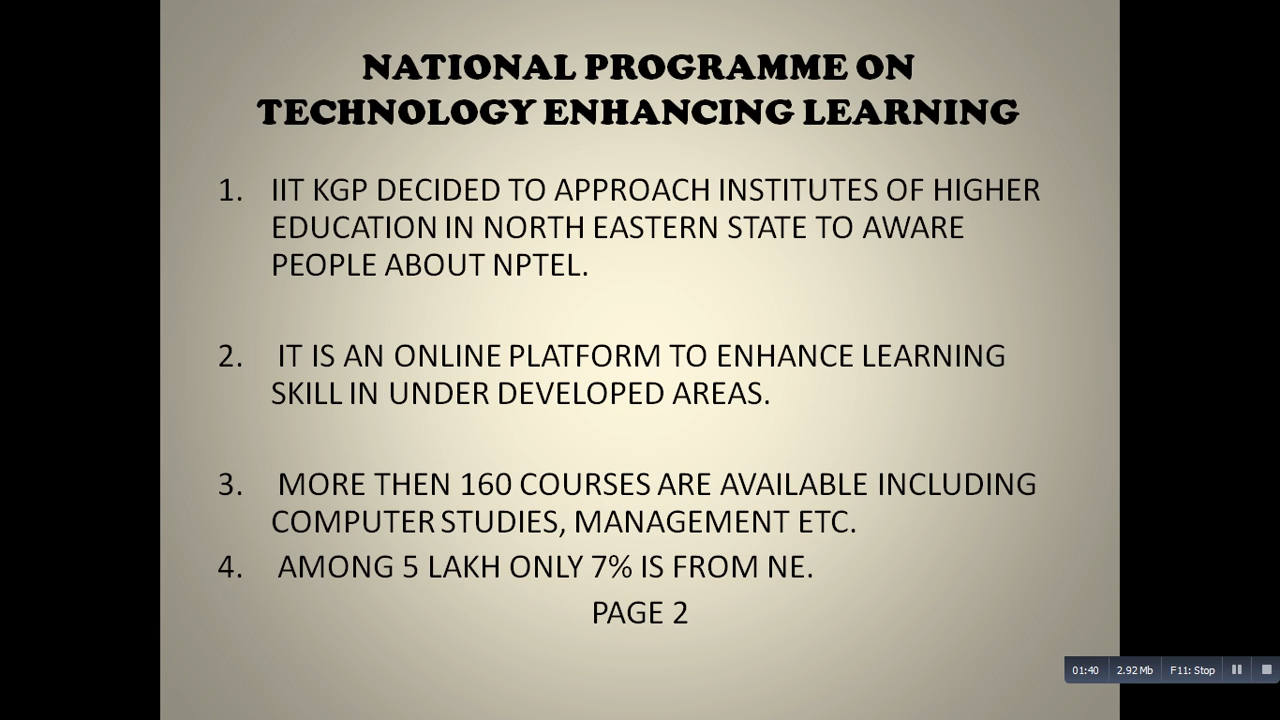 NATIONAL PROGRAMME ON
TECHNOLOGY ENHANCING LEARNING
1. IIT KGP DECIDED TO APPROACH INSTITUTES OF HIGHER
EDUCATION IN NORTH EASTERN STATE TO AWARE
PEOPLE ABOUT NPTEL.
2. IT IS AN ONLINE PLATFORM TO ENHANCE LEARNING
SKILL IN UNDER DEVELOPED AREAS.
3. MORE THEN 160 COURSES ARE AVAILABLE INCLUDING
COMPUTER STUDIES, MANAGEMENT ETC.
4. AMONG 5 LAKH ONLY 7% IS FROM NE.
PAGE 2
01:40 2.92 Mb F11: Stop